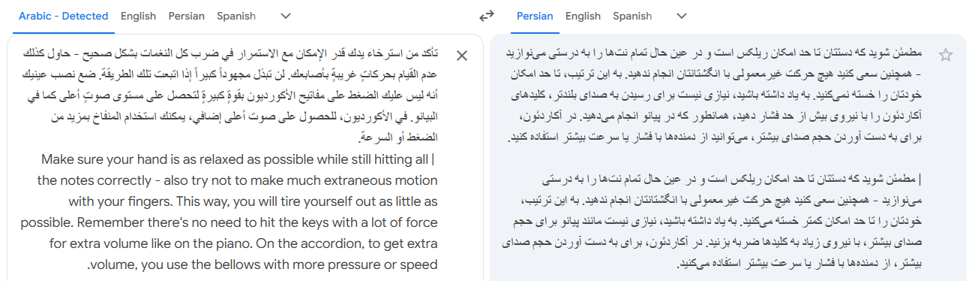 Arabic - Detected English Persian Spanish
Persian English Spanish
تأكد من استرخاء يدك قدر الإمكان مع الاستمرار في ضرب كل النغمات بشكل صحيح - حاول كذلك
عدم القيام بحركاتٍ غريبةٍ بأصابعك. لن تبذل مجهوداً كبيراً إذا اتبعت تلك الطريقة. ضع نصب عينيك
أنه ليس عليك الضغط على مفاتيح الأكورديون بقوةٍ كبيرةٍ لتحصل على مستوى صوتٍ أعلى كما في
البيانو. في الأكورديون، للحصول على صوت أعلى إضافي، يمكنك استخدام المنفاخ بمزيد من
الضغط أو السرعة.
| Make sure your hand is as relaxed as possible while still hitting all
the notes correctly - also try not to make much extraneous motion
with your fingers. This way, you will tire yourself out as little as
possible. Remember there's no need to hit the keys with a lot of force
for extra volume like on the piano. On the accordion, to get extra
.volume, you use the bellows with more pressure or speed
مطمئن شوید که دستتان تا حد امکان ریلکس است و در عین حال تمام نت‌ها را به درستی می‌نوازید
- همچنین سعی کنید هیچ حرکت غیرمعمولی با انگشتانتان انجام ندهید. به این ترتیب، تا حد امکان
خودتان را خسته نمی‌کنید. به یاد داشته باشید، نیازی نیست برای رسیدن به صدای بلندتر، کلیدهای
آکاردئون را با نیروی بیش از حد فشار دهید، همانطور که در پیانو انجام می‌دهید. در آکاردئون،
برای به دست آوردن حجم صدای بیشتر، می‌توانید از دمنده‌ها با فشار یا سرعت بیشتر استفاده کنید.
| مطمئن شوید که دستتان تا حد امکان ریلکس است و در عین حال تمام نت‌ها را به درستی
می‌نوازید - همچنین سعی کنید حرکت غیرمعمولی با انگشتانتان انجام ندهید. به این ترتیب،
خودتان را تا حد امکان کمتر خسته می‌کنید. به یاد داشته باشید، نیازی نیست مانند پیانو برای حجم
صدای بیشتر، با نیروی زیاد به کلیدها ضربه بزنید. در آکاردئون، برای به دست آوردن حجم صدای
بیشتر، از دمنده‌ها با فشار یا سرعت بیشتر استفاده می‌کنید.